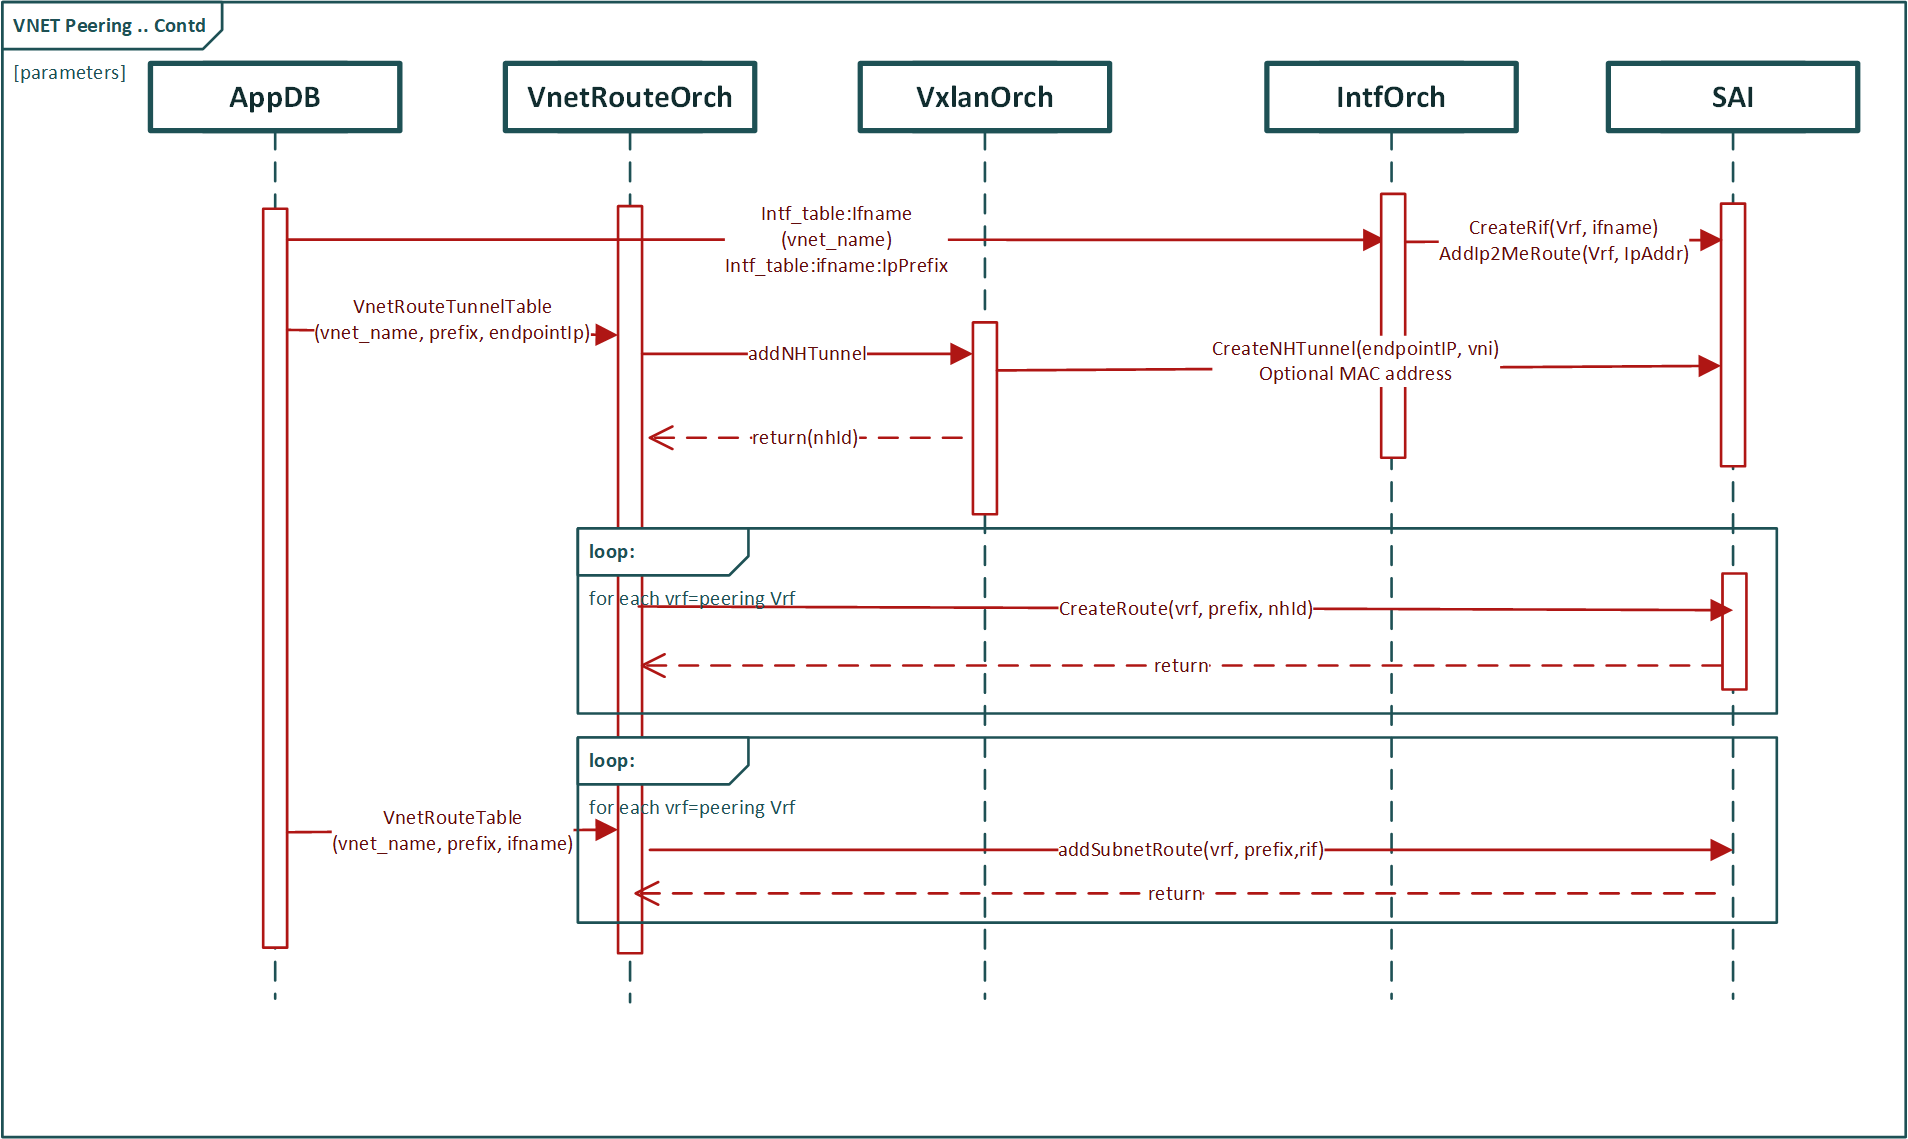 VNET Peering .. Contd
[parameters]
AppDB
VnetRouteOrch
VxlanOrch
IntfOrch
SAI
Intf_table:Ifname
(vnet_name)
Intf_table:ifname:IpPrefix
CreateRif(Vrf, ifname)
AddIp2MeRoute(Vrf, IpAddr)
VnetRouteTunnelTable
(vnet_name, prefix, endpointIp)
addNHTunnel
CreateNHTunnel(endpointIP, vni)
Optional MAC address
return(nhId)
loop:
for each vrf=peering Vrf
CreateRoute(vrf, prefix, nhId)
return
loop:
for each vrf=peering Vrf
VnetRouteTable
(vnet_name, prefix, ifname)
addSubnetRoute(vrf, prefix,rif)
return